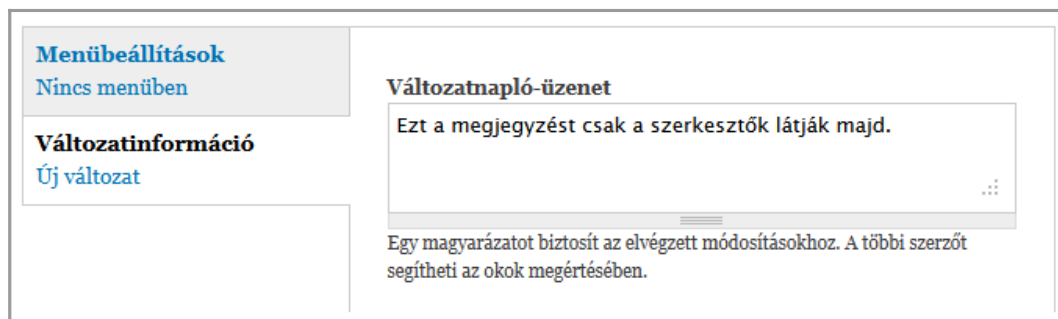 Menübeállítások
Nincs menüben
Változatinformáció
Új változat
Változatnapló-üzenet
Ezt a megjegyzést csak a szerkesztők látják majd.
Egy magyarázatot biztosít az elvégzett módosításokhoz. A többi szerzőt
segítheti az okok megértésében.